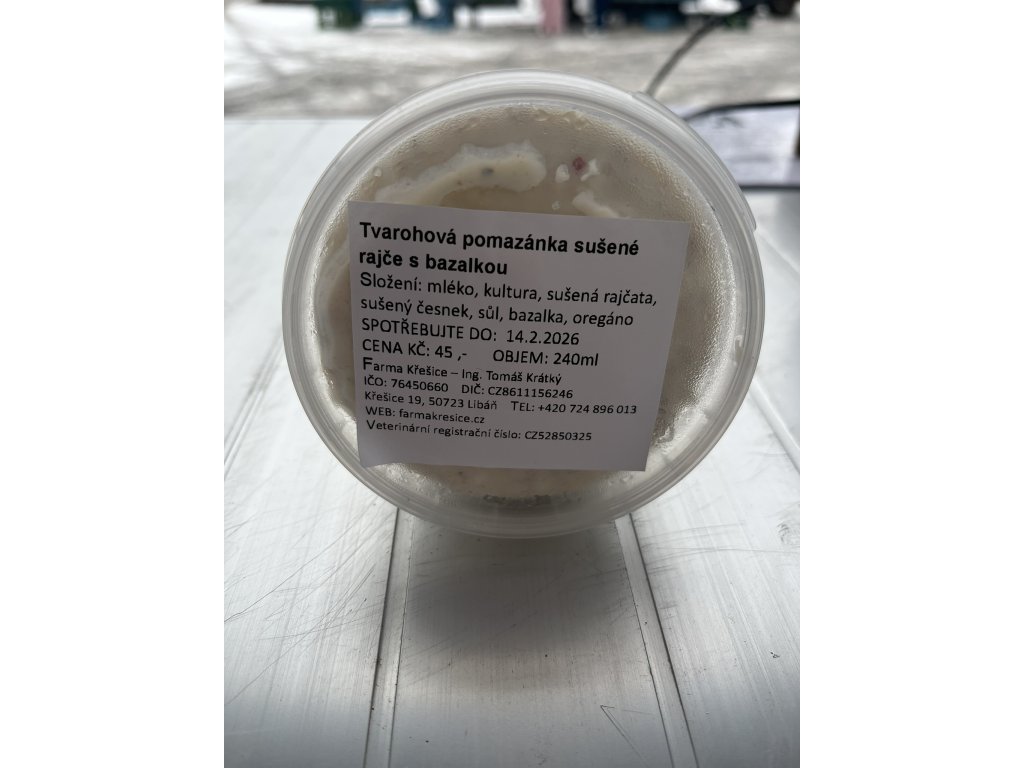 Tvarohová pomazánka sušené
rajče s bazalkou
Složení: mléko, kultura, sušená rajčata,
sušený česnek, sůl, bazalka, oregáno
SPOTŘEBUJTE DO: 14.2.2026
CENA KČ: 45 ,- OBJEM: 240ml
Farma Křešice – Ing. Tomáš Krátký
IČO: 76450660 DIČ: CZ8611156246
Křešice 19, 50723 Libáň TEL: +420 724 896 013
WEB: farmakresice.cz
Veterinární registrační číslo: CZ52850325